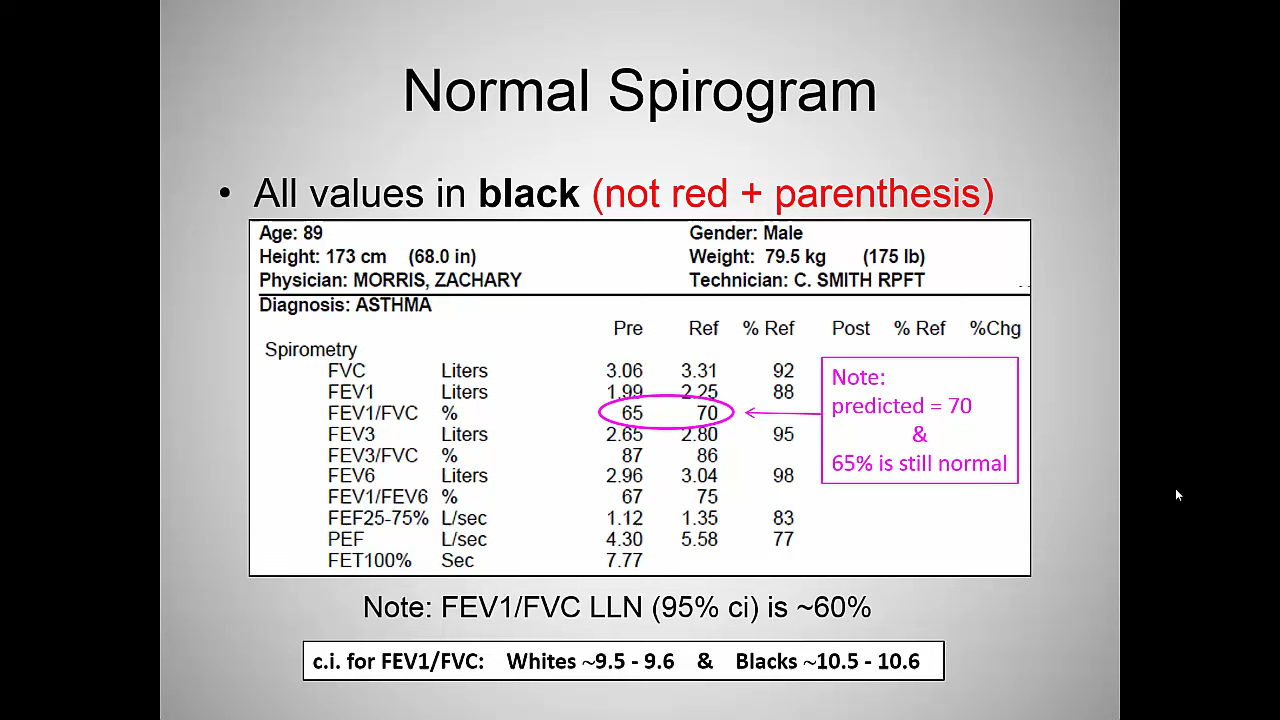 Normal Spirogram
• All values in black (not red + parenthesis)
Age: 89 Gender: Male
Height: 173 cm (68.0 in) Weight: 79.5 kg (175 lb)
Physician: MORRIS, ZACHARY Technician: C. SMITH RPFT
Diagnosis: ASTHMA
Pre Ref % Ref Post % Ref %Chg
Spirometry
FVC Liters 3.06 3.31 92
FEV1 Liters 1.99 2.25 88
FEV1/FVC % 65 70
FEV3 Liters 2.65 2.80 95
FEV3/FVC % 87 86
FEV6 Liters 2.96 3.04 98
FEV1/FEV6 % 67 75
FEF25-75% L/sec 1.12 1.35 83
PEF L/sec 4.30 5.58 77
FET100% Sec 7.77
Note:
predicted = 70
&
65% is still normal
Note: FEV1/FVC LLN (95% ci) is ~60%
c.i. for FEV1/FVC: Whites ~9.5 - 9.6 & Blacks ~10.5 - 10.6